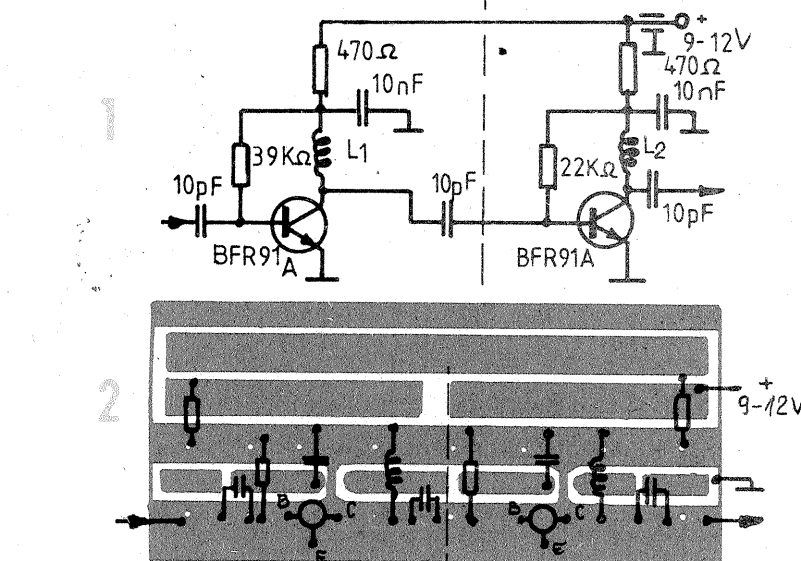 1
+
9-12V
470Ω
10nF
470Ω
10nF
39KΩ
L1
22KΩ
L2
10pF
10pF
10pF
BFR91A
BFR91A
2
+
9-12V
B
C
E
B
C
E